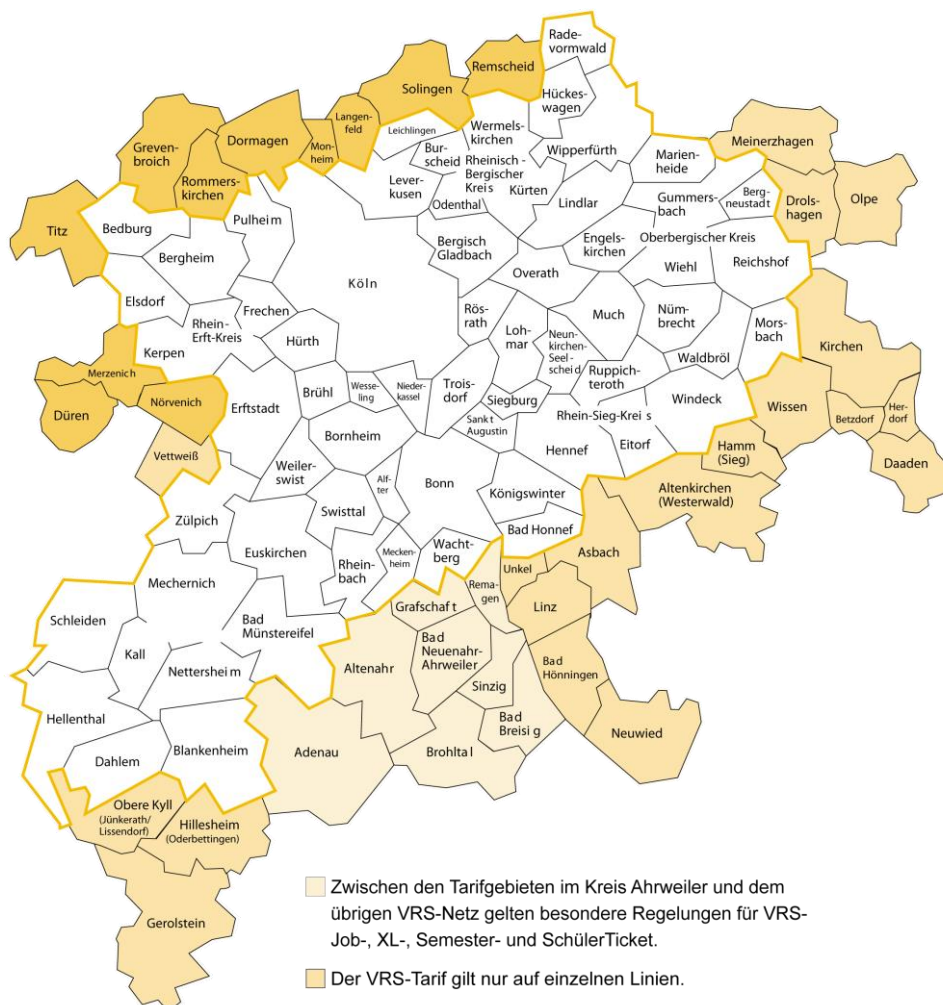 Rade-
vormwald
Remscheid
Solingen
Hückes-
wagen
Langen-
feld
Leichlingen
Wermels-
kirchen
Dormagen
Mon-
heim
Meinerzhagen
Greven-
broich
Bur-
scheid
Rheinisch-
Bergischer
Kreis
Wipperfürth
Marien-
heide
Rommers-
kirchen
Lever-
kusen
Kürten
Gummers-
bach
Berg-
neustadt
Drols-
hagen
Olpe
Odenthal
Lindlar
Titz
Bedburg
Pulheim
Bergisch
Gladbach
Engels-
kirchen
Oberbergischer Kreis
Bergheim
Overath
Wiehl
Reichshof
Köln
Elsdorf
Frechen
Rhein-
Erft-Kreis
Rös-
rath
Loh-
mar
Much
Nüm-
brecht
Mors-
bach
Hürth
Neun-
kirchen-
Seel-
scheid
Kerpen
Waldbröl
Kirchen
Merzenich
Brühl
Wesse-
ling
Nieder-
kassel
Trois-
dorf
Siegburg
Ruppich-
teroth
Düren
Nörvenich
Erftstadt
Rhein-Sieg-Kreis
Windeck
Wissen
Betzdorf
Her-
dorf
Sankt
Augustin
Bornheim
Hennef
Eitorf
Hamm
(Sieg)
Vettweiß
Weiler-
swist
Alf-
ter
Bonn
Daaden
Königswinter
Altenkirchen
(Westerwald)
Zülpich
Swisttal
Bad Honnef
Euskirchen
Rhein-
bach
Mecken-
heim
Wacht-
berg
Unkel
Asbach
Mechernich
Rema-
gen
Grafschaft
Linz
Schleiden
Bad
Münstereifel
Kall
Bad
Neuenahr-
Ahrweiler
Altenahr
Nettersheim
Sinzig
Bad
Hönningen
Hellenthal
Bad
Breisig
Neuwied
Blankenheim
Adenau
Brohltal
Dahlem
Obere Kyll
(Jünkerath/
Lissendorf)
Hillesheim
(Oderbettingen)
Gerolstein
Zwischen den Tarifgebieten im Kreis Ahrweiler und dem
übrigen VRS-Netz gelten besondere Regelungen für VRS-
Job-, XL-, Semester- und SchülerTicket.
Der VRS-Tarif gilt nur auf einzelnen Linien.